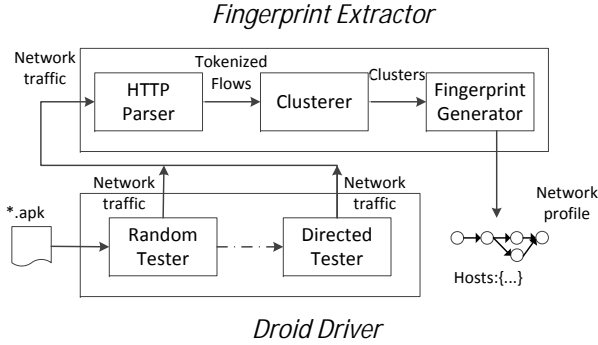 Fingerprint Extractor
Network
traffic
HTTP
Parser
Tokenized
Flows
Clusterer
Clusters
Fingerprint
Generator
Network
traffic
Network
traffic
*.apk
Random
Tester
Directed
Tester
Network
profile
Hosts:{...}
Droid Driver